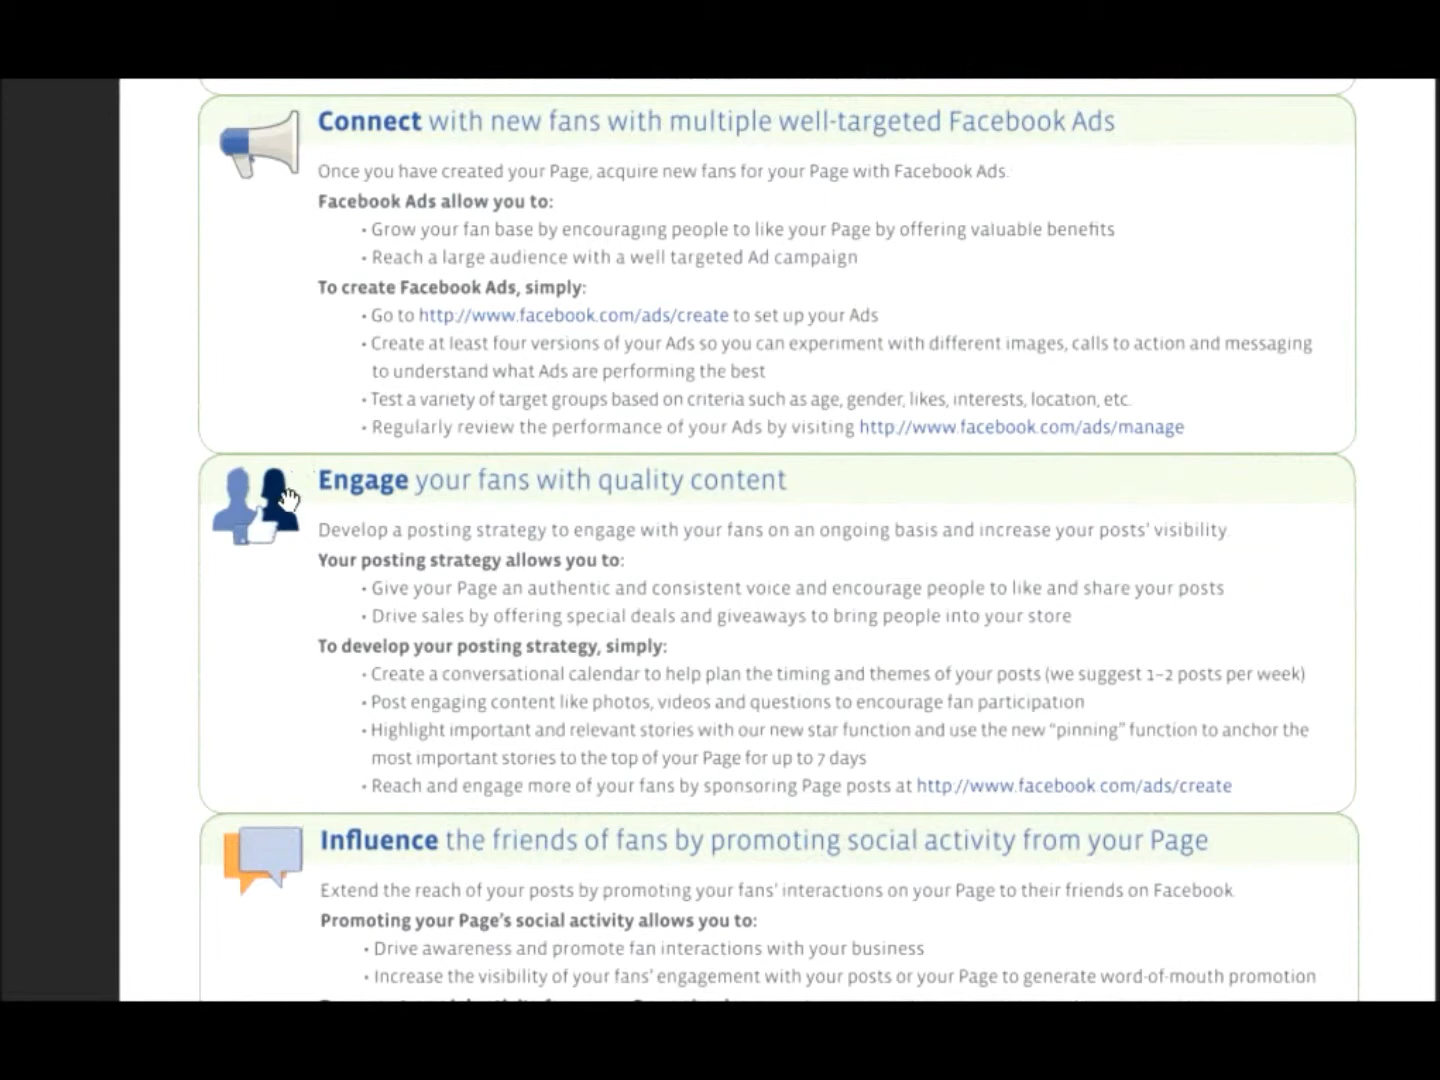 Connect with new fans with multiple well-targeted Facebook Ads
Once you have created your Page, acquire new fans for your Page with Facebook Ads.
Facebook Ads allow you to:
• Grow your fan base by encouraging people to like your Page by offering valuable benefits
• Reach a large audience with a well targeted Ad campaign
To create Facebook Ads, simply:
• Go to http://www.facebook.com/ads/create to set up your Ads
• Create at least four versions of your Ads so you can experiment with different images, calls to action and messaging
to understand what Ads are performing the best
• Test a variety of target groups based on criteria such as age, gender, likes, interests, location, etc.
• Regularly review the performance of your Ads by visiting http://www.facebook.com/ads/manage
Engage your fans with quality content
Develop a posting strategy to engage with your fans on an ongoing basis and increase your posts' visibility
Your posting strategy allows you to:
• Give your Page an authentic and consistent voice and encourage people to like and share your posts
• Drive sales by offering special deals and giveaways to bring people into your store
To develop your posting strategy, simply:
• Create a conversational calendar to help plan the timing and themes of your posts (we suggest 1–2 posts per week)
• Post engaging content like photos, videos and questions to encourage fan participation
• Highlight important and relevant stories with our new star function and use the new “pinning” function to anchor the
most important stories to the top of your Page for up to 7 days
• Reach and engage more of your fans by sponsoring Page posts at http://www.facebook.com/ads/create
Influence the friends of fans by promoting social activity from your Page
Extend the reach of your posts by promoting your fans' interactions on your Page to their friends on Facebook
Promoting your Page's social activity allows you to:
• Drive awareness and promote fan interactions with your business
• Increase the visibility of your fans' engagement with your posts or your Page to generate word-of-mouth promotion